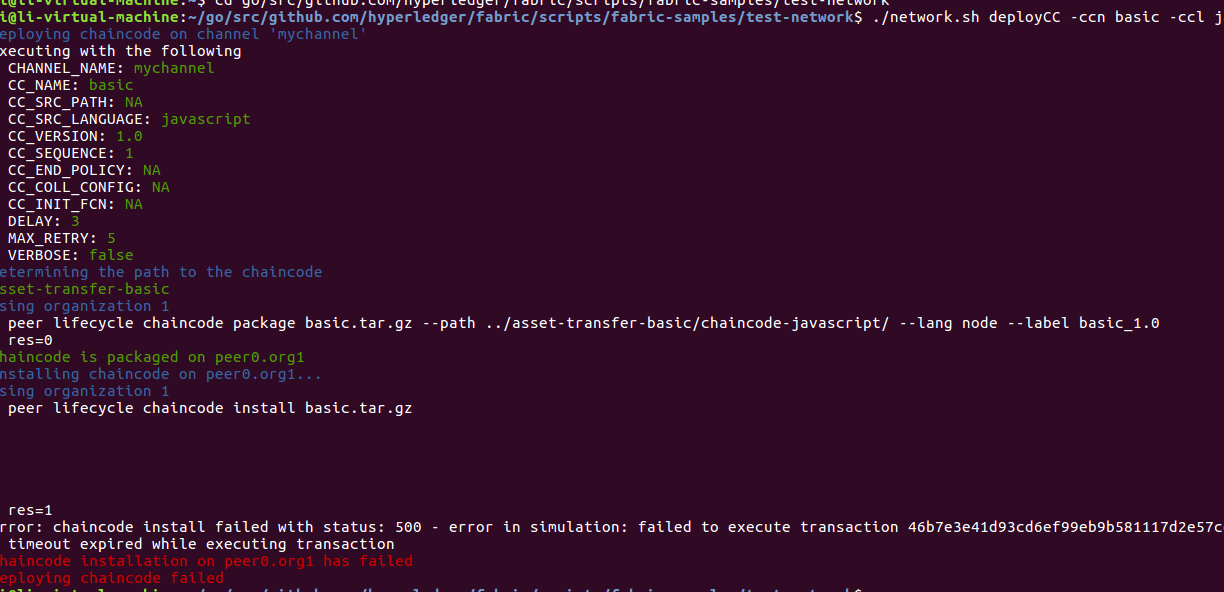 i@li-virtual-machine:~$ cd go/src/github.com/hyperledger/fabric/scripts/fabric-samples/test-network
i@li-virtual-machine:~/go/src/github.com/hyperledger/fabric/scripts/fabric-samples/test-network$ ./network.sh deployCC -ccn basic -ccl j
eploying chaincode on channel 'mychannel'
xecuting with the following
CHANNEL_NAME: mychannel
CC_NAME: basic
CC_SRC_PATH: NA
CC_SRC_LANGUAGE: javascript
CC_VERSION: 1.0
CC_SEQUENCE: 1
CC_END_POLICY: NA
CC_COLL_CONFIG: NA
CC_INIT_FCN: NA
DELAY: 3
MAX_RETRY: 5
VERBOSE: false
etermining the path to the chaincode
sset-transfer-basic
sing organization 1
peer lifecycle chaincode package basic.tar.gz --path ../asset-transfer-basic/chaincode-javascript/ --lang node --label basic_1.0
res=0
haincode is packaged on peer0.org1
nstalling chaincode on peer0.org1...
sing organization 1
peer lifecycle chaincode install basic.tar.gz
res=1
rror: chaincode install failed with status: 500 - error in simulation: failed to execute transaction 46b7e3e41d93cd6ef99eb9b581117d2e57c
timeout expired while executing transaction
haincode installation on peer0.org1 has failed
eploying chaincode failed